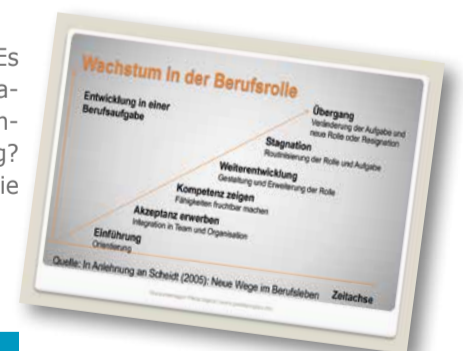 Es
a-
n-
g?
ie
Wachstum in der Berufsrolle
Entwicklung in einer
Berufsaufgabe
Übergang
Veränderung der Aufgabe und
neue Rolle oder Resignation
Stagnation
Routinisierung der Rolle und Aufgabe
Weiterentwicklung
Gestaltung und Erweiterung der Rolle
Kompetenz zeigen
Fähigkeiten fruchtbar machen
Akzeptanz erwerben
Integration in Team und Organisation
Einführung
Orientierung
Quelle: In Anlehnung an Scheidt (2005): Neue Wege im Berufsleben
Zeitachse